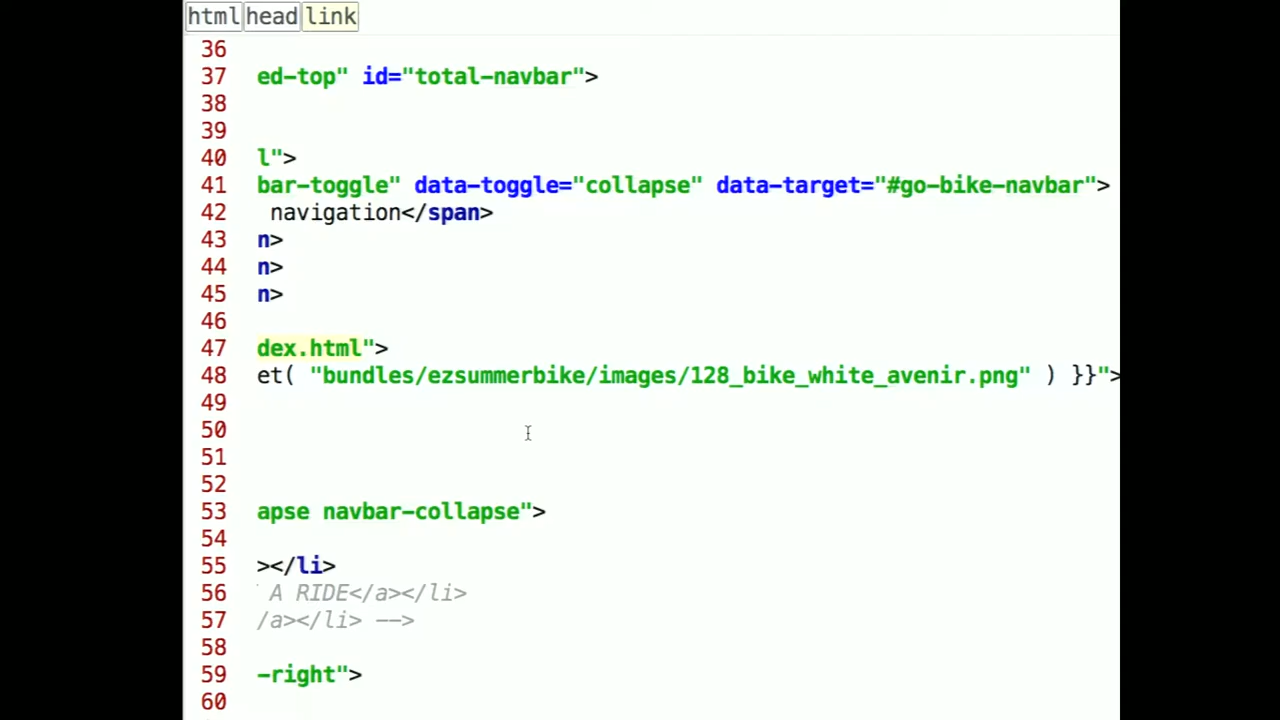 html head link
36
37 ed-top" id="total-navbar">
38
39
40 l">
41 bar-toggle" data-toggle="collapse" data-target="#go-bike-navbar">
42 navigation</span>
43 n>
44 n>
45 n>
46
47 dex.html">
48 et( "bundles/ezsummerbike/images/128_bike_white_avenir.png" ) }}">
49
50
51
52
53 apse navbar-collapse">
54
55 ></li>
56 A RIDE</a></li>
57 /a></li> -->
58
59 -right">
60